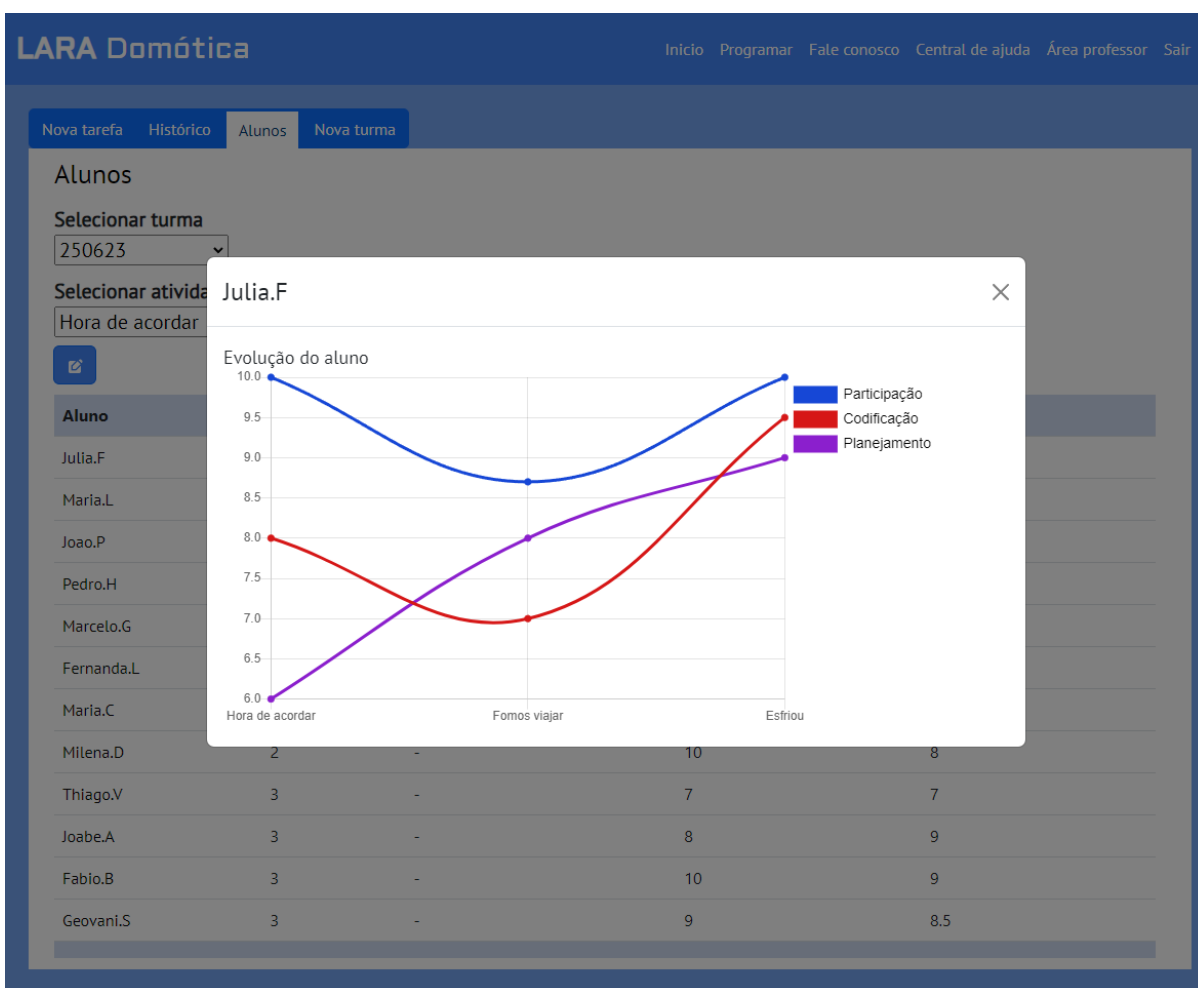 LARA Domótica
Inicio Programar Fale conosco Central de ajuda Área professor Sair
Nova tarefa Histórico Alunos Nova turma
Alunos
Selecionar turma
250623
Selecionar ativida
Hora de acordar
Julia.F
Evolução do aluno
10.0
9.5
9.0
8.5
8.0
7.5
7.0
6.5
6.0
Hora de acordar Fomos viajar Esfriou
Participação
Codificação
Planejamento
Aluno
Julia.F
Maria.L
Joao.P
Pedro.H
Marcelo.G
Fernanda.L
Maria.C
Milena.D 2 - 10 8
Thiago.V 3 - 7 7
Joabe.A 3 - 8 9
Fabio.B 3 - 10 9
Geovani.S 3 - 9 8.5